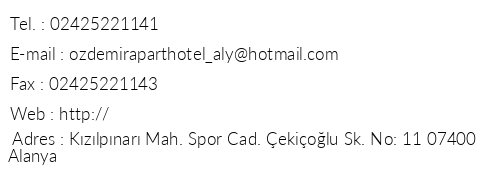 Tel. : 02425221141
E-mail : ozdemiraparthotel_aly@hotmail.com
Fax : 02425221143
Web : http://
Adres : Kızılpınarı Mah. Spor Cad. Çekiçoğlu Sk. No: 11 07400
Alanya